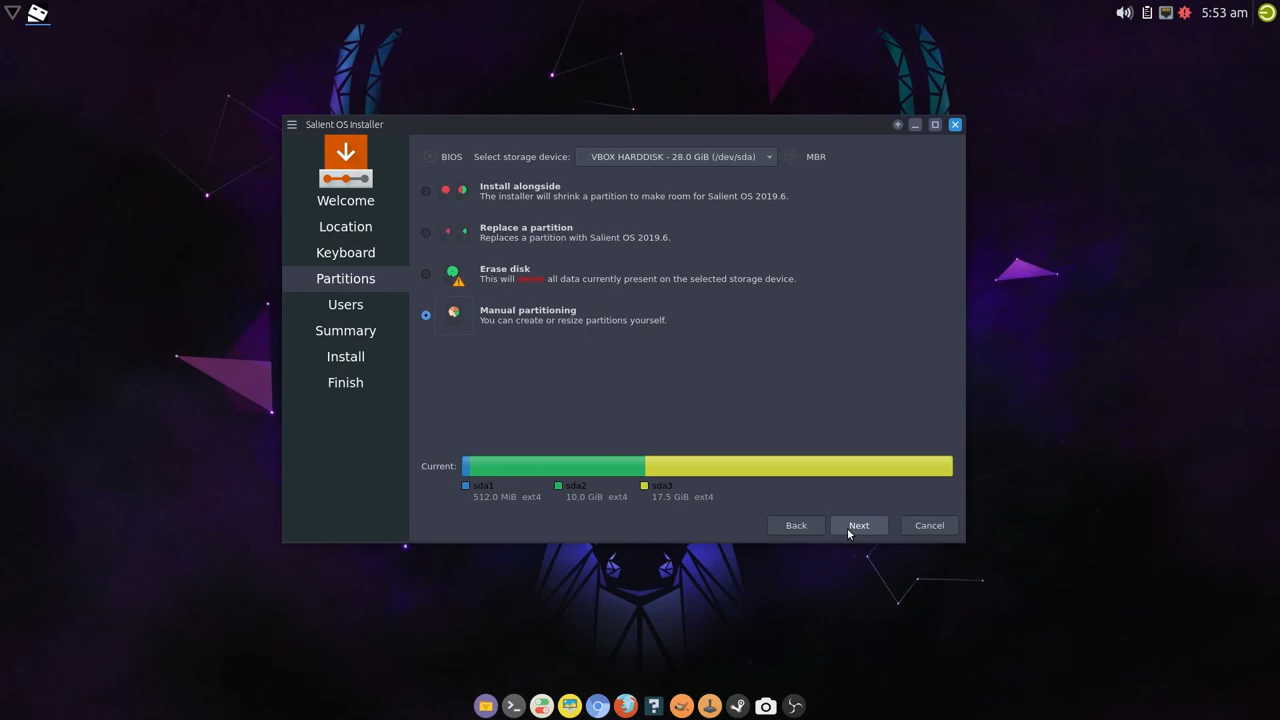 5:53 am
Salient OS Installer
BIOS Select storage device: VBOX HARDDISK - 28.0 GiB (/dev/sda) MBR
Welcome
Location
Keyboard
Partitions
Users
Summary
Install
Finish
Install alongside
The installer will shrink a partition to make room for Salient OS 2019.6.
Replace a partition
Replaces a partition with Salient OS 2019.6.
Erase disk
This will delete all data currently present on the selected storage device.
Manual partitioning
You can create or resize partitions yourself.
Current:
sda1 sda2 sda3
512.0 MiB ext4 10.0 GiB ext4 17.5 GiB ext4
Back Next Cancel